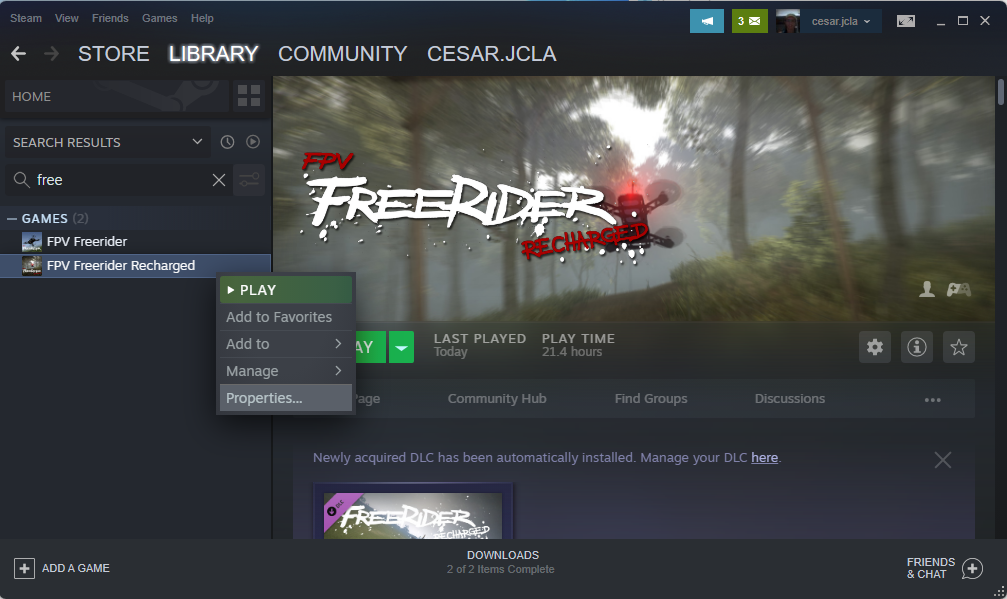 Steam View Friends Games Help
3
cesar.jcla
STORE LIBRARY COMMUNITY CESAR.JCLA
HOME
SEARCH RESULTS
free
GAMES (2)
FPV Freerider
FPV Freerider Recharged
FPV
FREERIDER
RECHARGED
PLAY
Add to Favorites
Add to
Manage
Properties...
AY
LAST PLAYED
Today
PLAY TIME
21.4 hours
Page
Community Hub
Find Groups
Discussions
Newly acquired DLC has been automatically installed. Manage your DLC here.
DLC
FREERIDER
RECHARGED
ADD A GAME
DOWNLOADS
2 of 2 Items Complete
FRIENDS
& CHAT